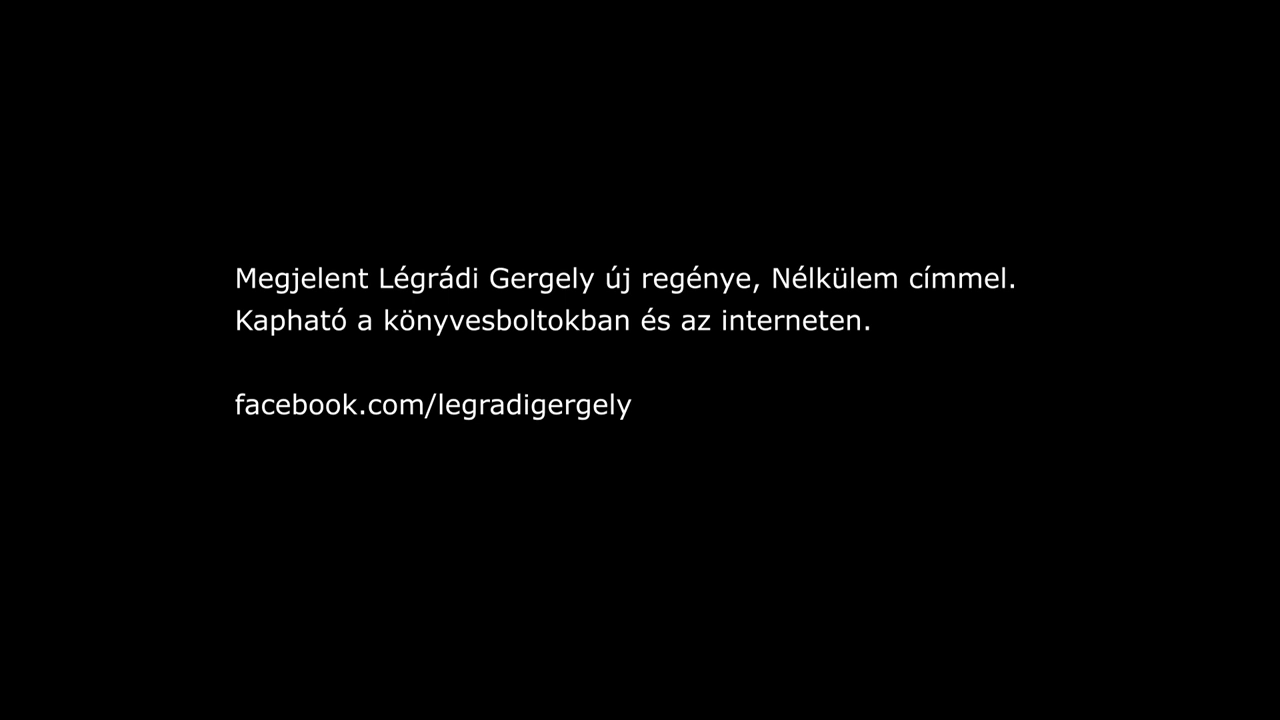 Megjelent Légrádi Gergely új regénye, Nélkülem címmel.
Kapható a könyvesboltokban és az interneten.
facebook.com/legradigergely